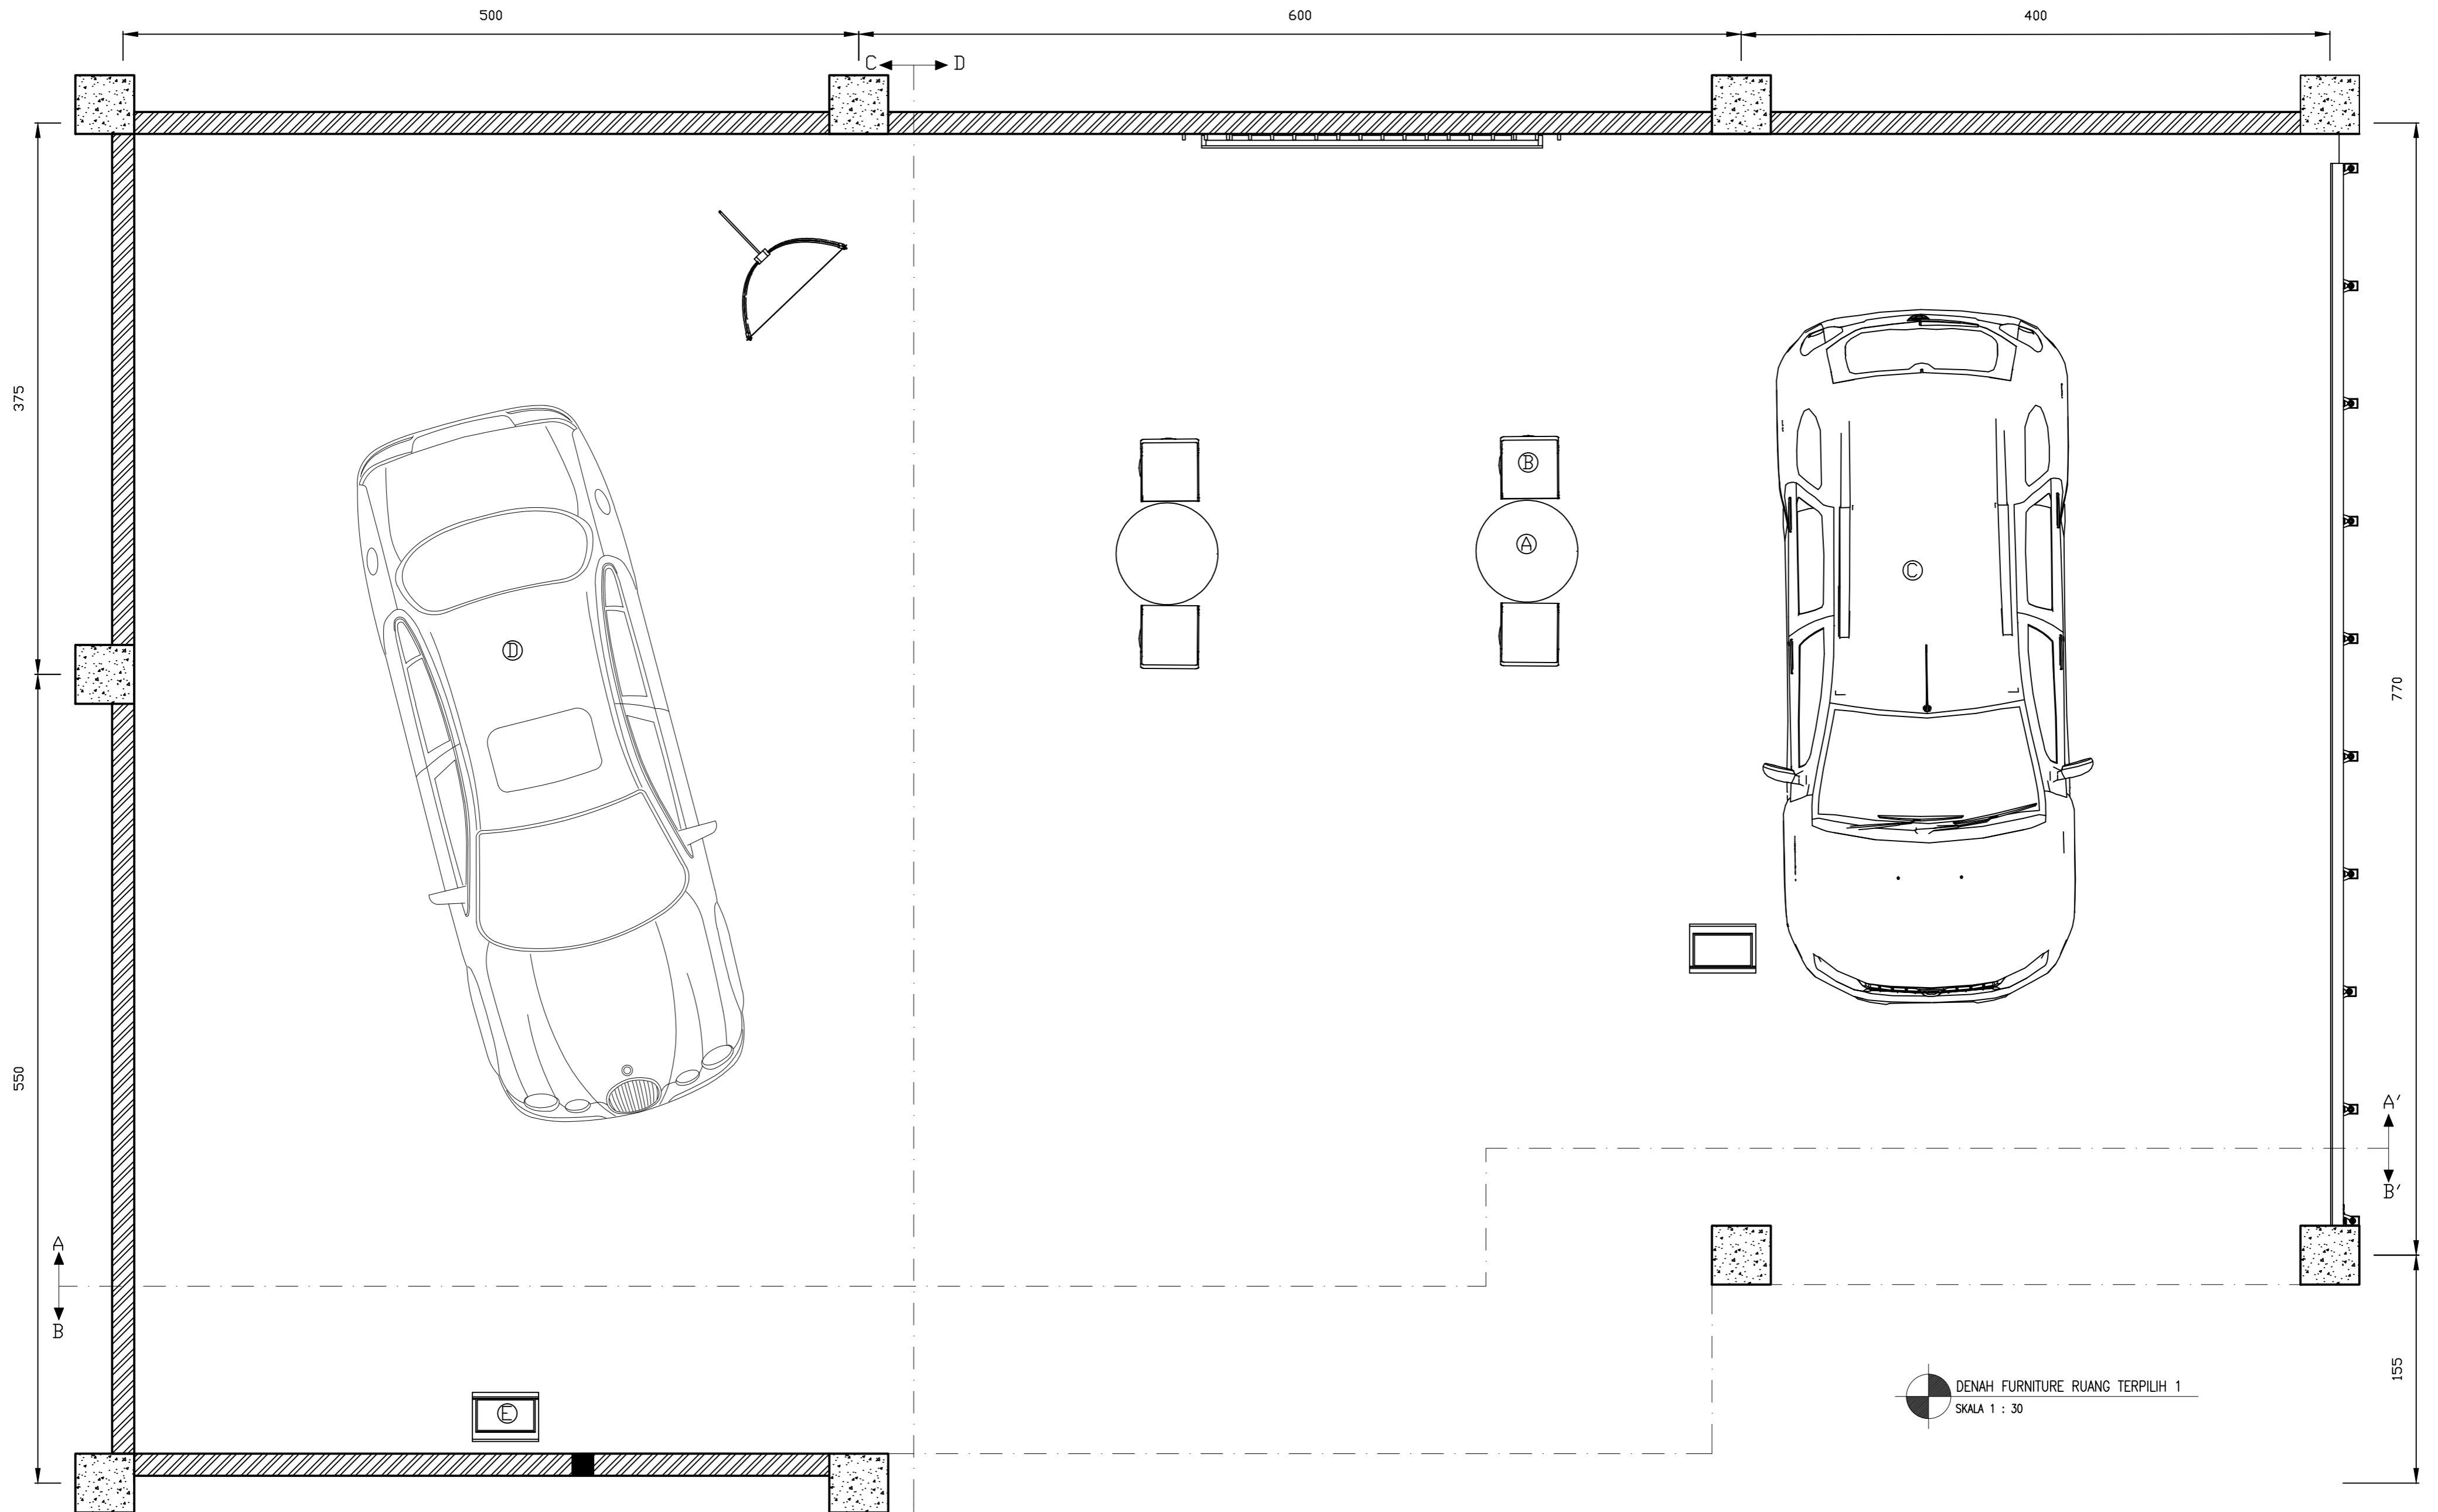 500
600
400
C
D
375
B
A
C
D
770
550
A'
B'
A
B
155
E
DENAH FURNITURE RUANG TERPILIH 1
SKALA 1 : 30